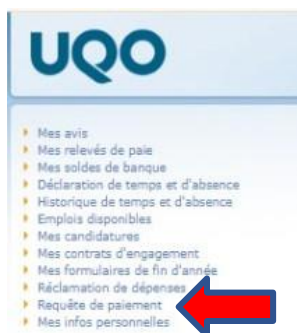 UQO
Mes avis
Mes relevés de paie
Mes soldes de banque
Déclaration de temps et d'absence
Historique de temps et d'absence
Emplois disponibles
Mes candidatures
Mes contrats d'engagement
Mes formulaires de fin d'année
Réclamation de dépenses
Requête de paiement
Mes infos personnelles